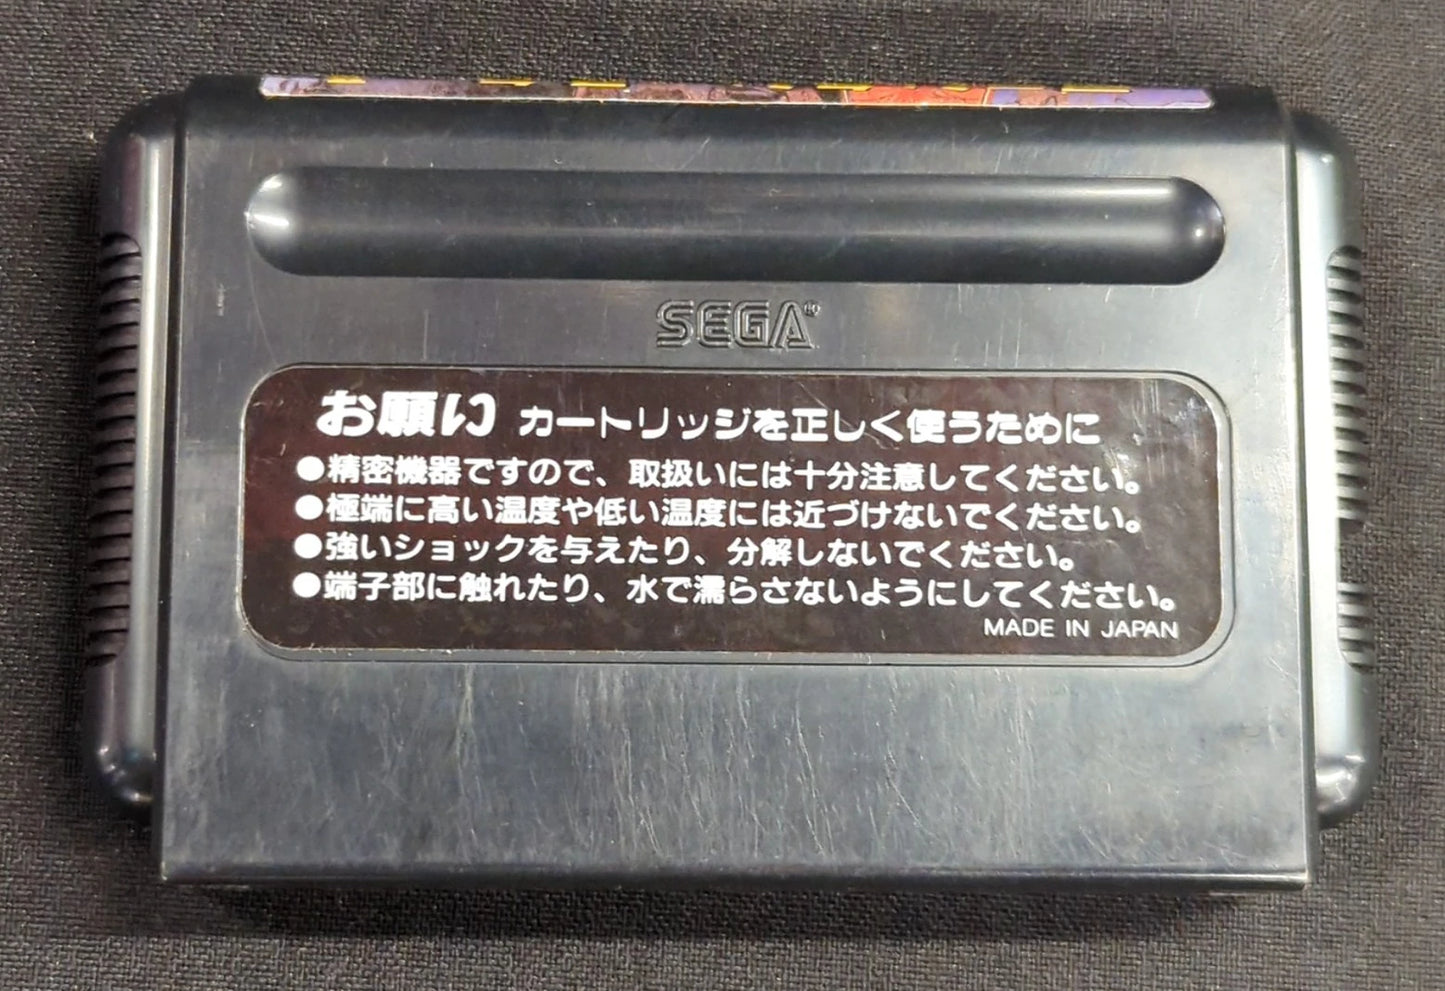 SEGA®
お願い カートリッジを正しく使うために
●精密機器ですので、取扱いには十分注意してください。
●極端に高い温度や低い温度には近づけないでください。
●強いショックを与えたり、分解しないでください。
●端子部に触れたり、水で濡らさないようにしてください。
MADE IN JAPAN